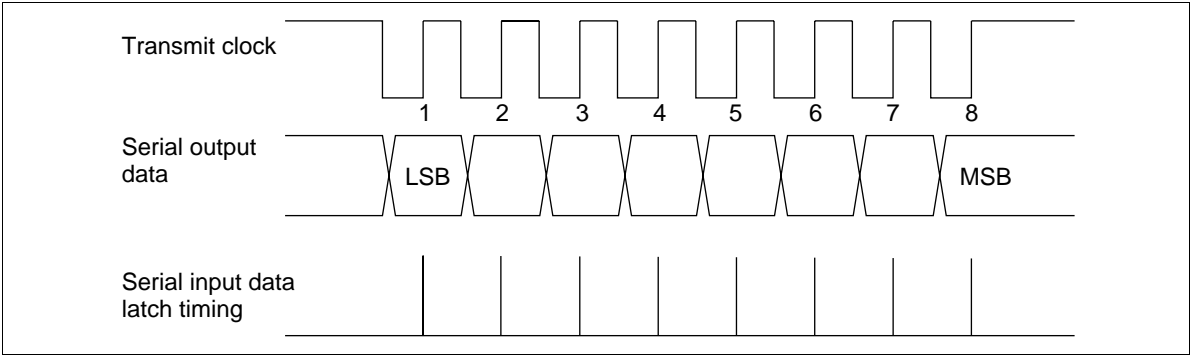 Transmit clock
1 2 3 4 5 6 7 8
Serial output
data
LSB
MSB
Serial input data
latch timing